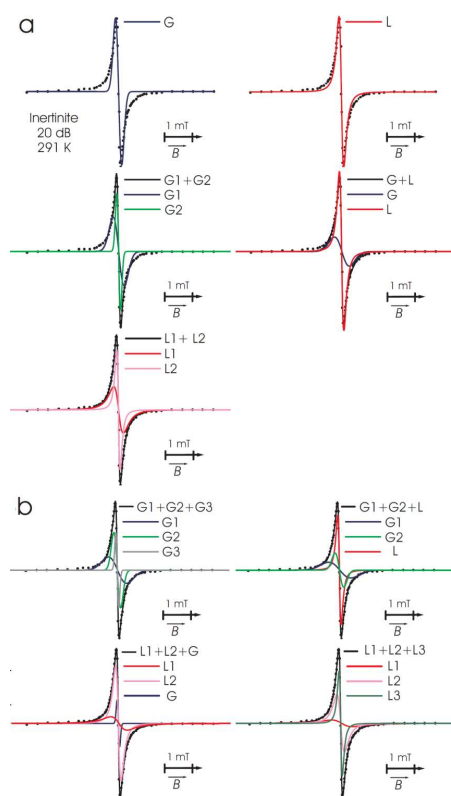 a
G
L
Inertinite
20 dB
291 K
1 mT
B
1 mT
B
G1+G2
G1
G2
G+L
G
L
1 mT
B
1 mT
B
L1+L2
L1
L2
1 mT
B
b
G1+G2+G3
G1
G2
G3
G1+G2+L
G1
G2
L
1 mT
B
1 mT
B
L1+L2+G
L1
L2
G
L1+L2+L3
L1
L2
L3
1 mT
B
1 mT
B